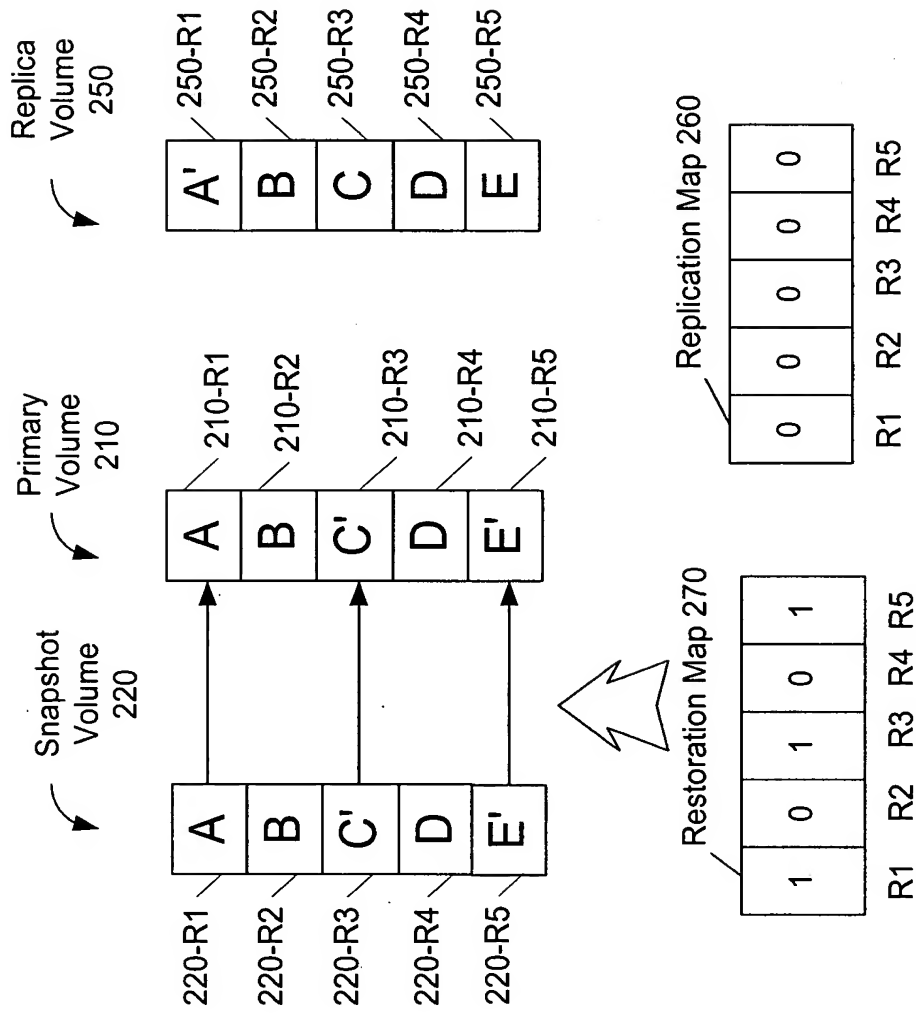 Snapshot
Volume
220
Primary
Volume
210
Replica
Volume
250
220-R1
A
220-R2
B
220-R3
C'
220-R4
D
220-R5
E'
A
210-R1
B
210-R2
C'
210-R3
D
210-R4
E'
210-R5
A'
250-R1
B
250-R2
C
250-R3
D
250-R4
E
250-R5
Restoration Map 270
1 0 1 0 1
R1 R2 R3 R4 R5
Replication Map 260
0 0 0 0 0
R1 R2 R3 R4 R5